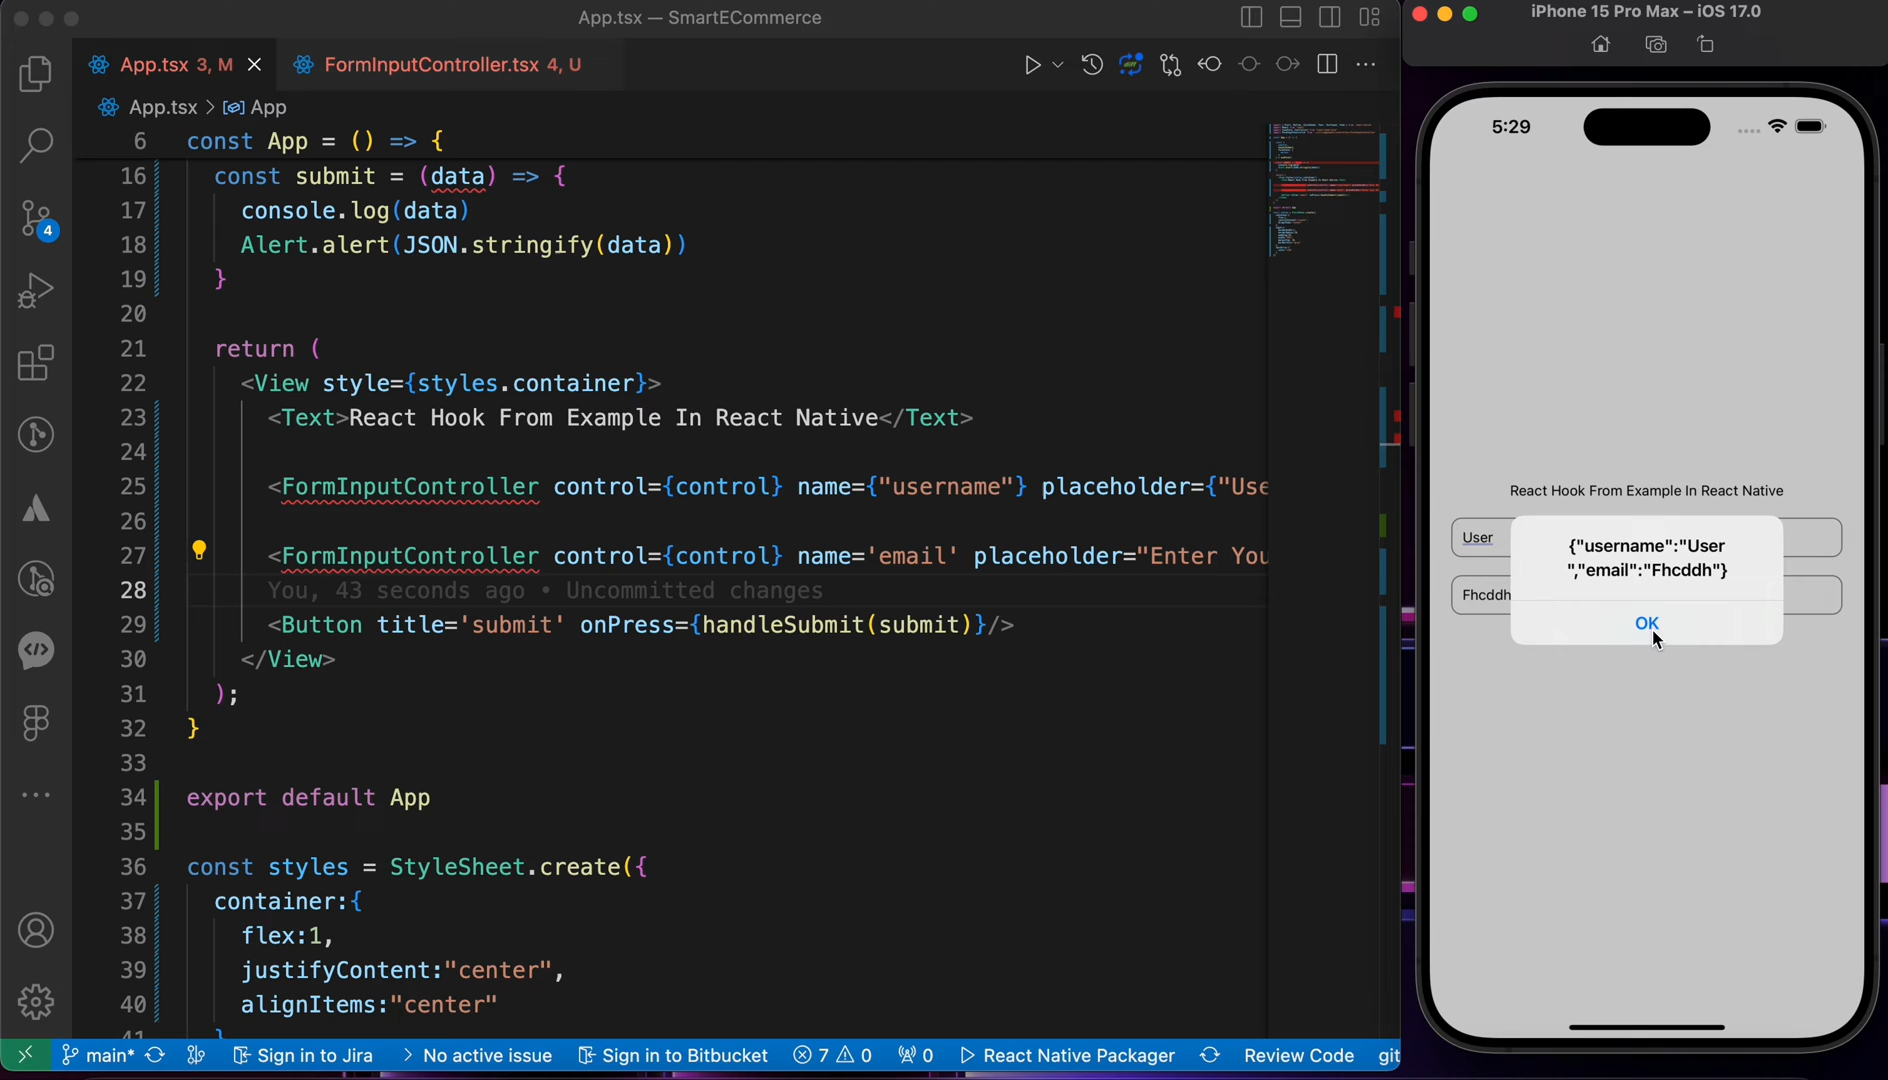 App.tsx — SmartECommerce
App.tsx 3, M
FormInputController.tsx 4, U
App.tsx > App
6 const App = () => {
16 const submit = (data) => {
17 console.log(data)
18 Alert.alert(JSON.stringify(data))
19 }
20
21 return (
22 <View style={styles.container}>
23 <Text>React Hook From Example In React Native</Text>
24
25 <FormInputController control={control} name={"username"} placeholder={"Use
26
27 <FormInputController control={control} name='email' placeholder="Enter You
28 You, 43 seconds ago • Uncommitted changes
29 <Button title='submit' onPress={handleSubmit(submit)}/>
30 </View>
31 );
32 }
33
34 export default App
35
36 const styles = StyleSheet.create({
37 container:{
38 flex:1,
39 justifyContent:"center",
40 alignItems:"center"
41 }
4
main* Sign in to Jira > No active issue Sign in to Bitbucket 7 0 0 React Native Packager Review Code git
iPhone 15 Pro Max – iOS 17.0
5:29
React Hook From Example In React Native
User
Fhcddh
{"username":"User
","email":"Fhcddh"}
OK